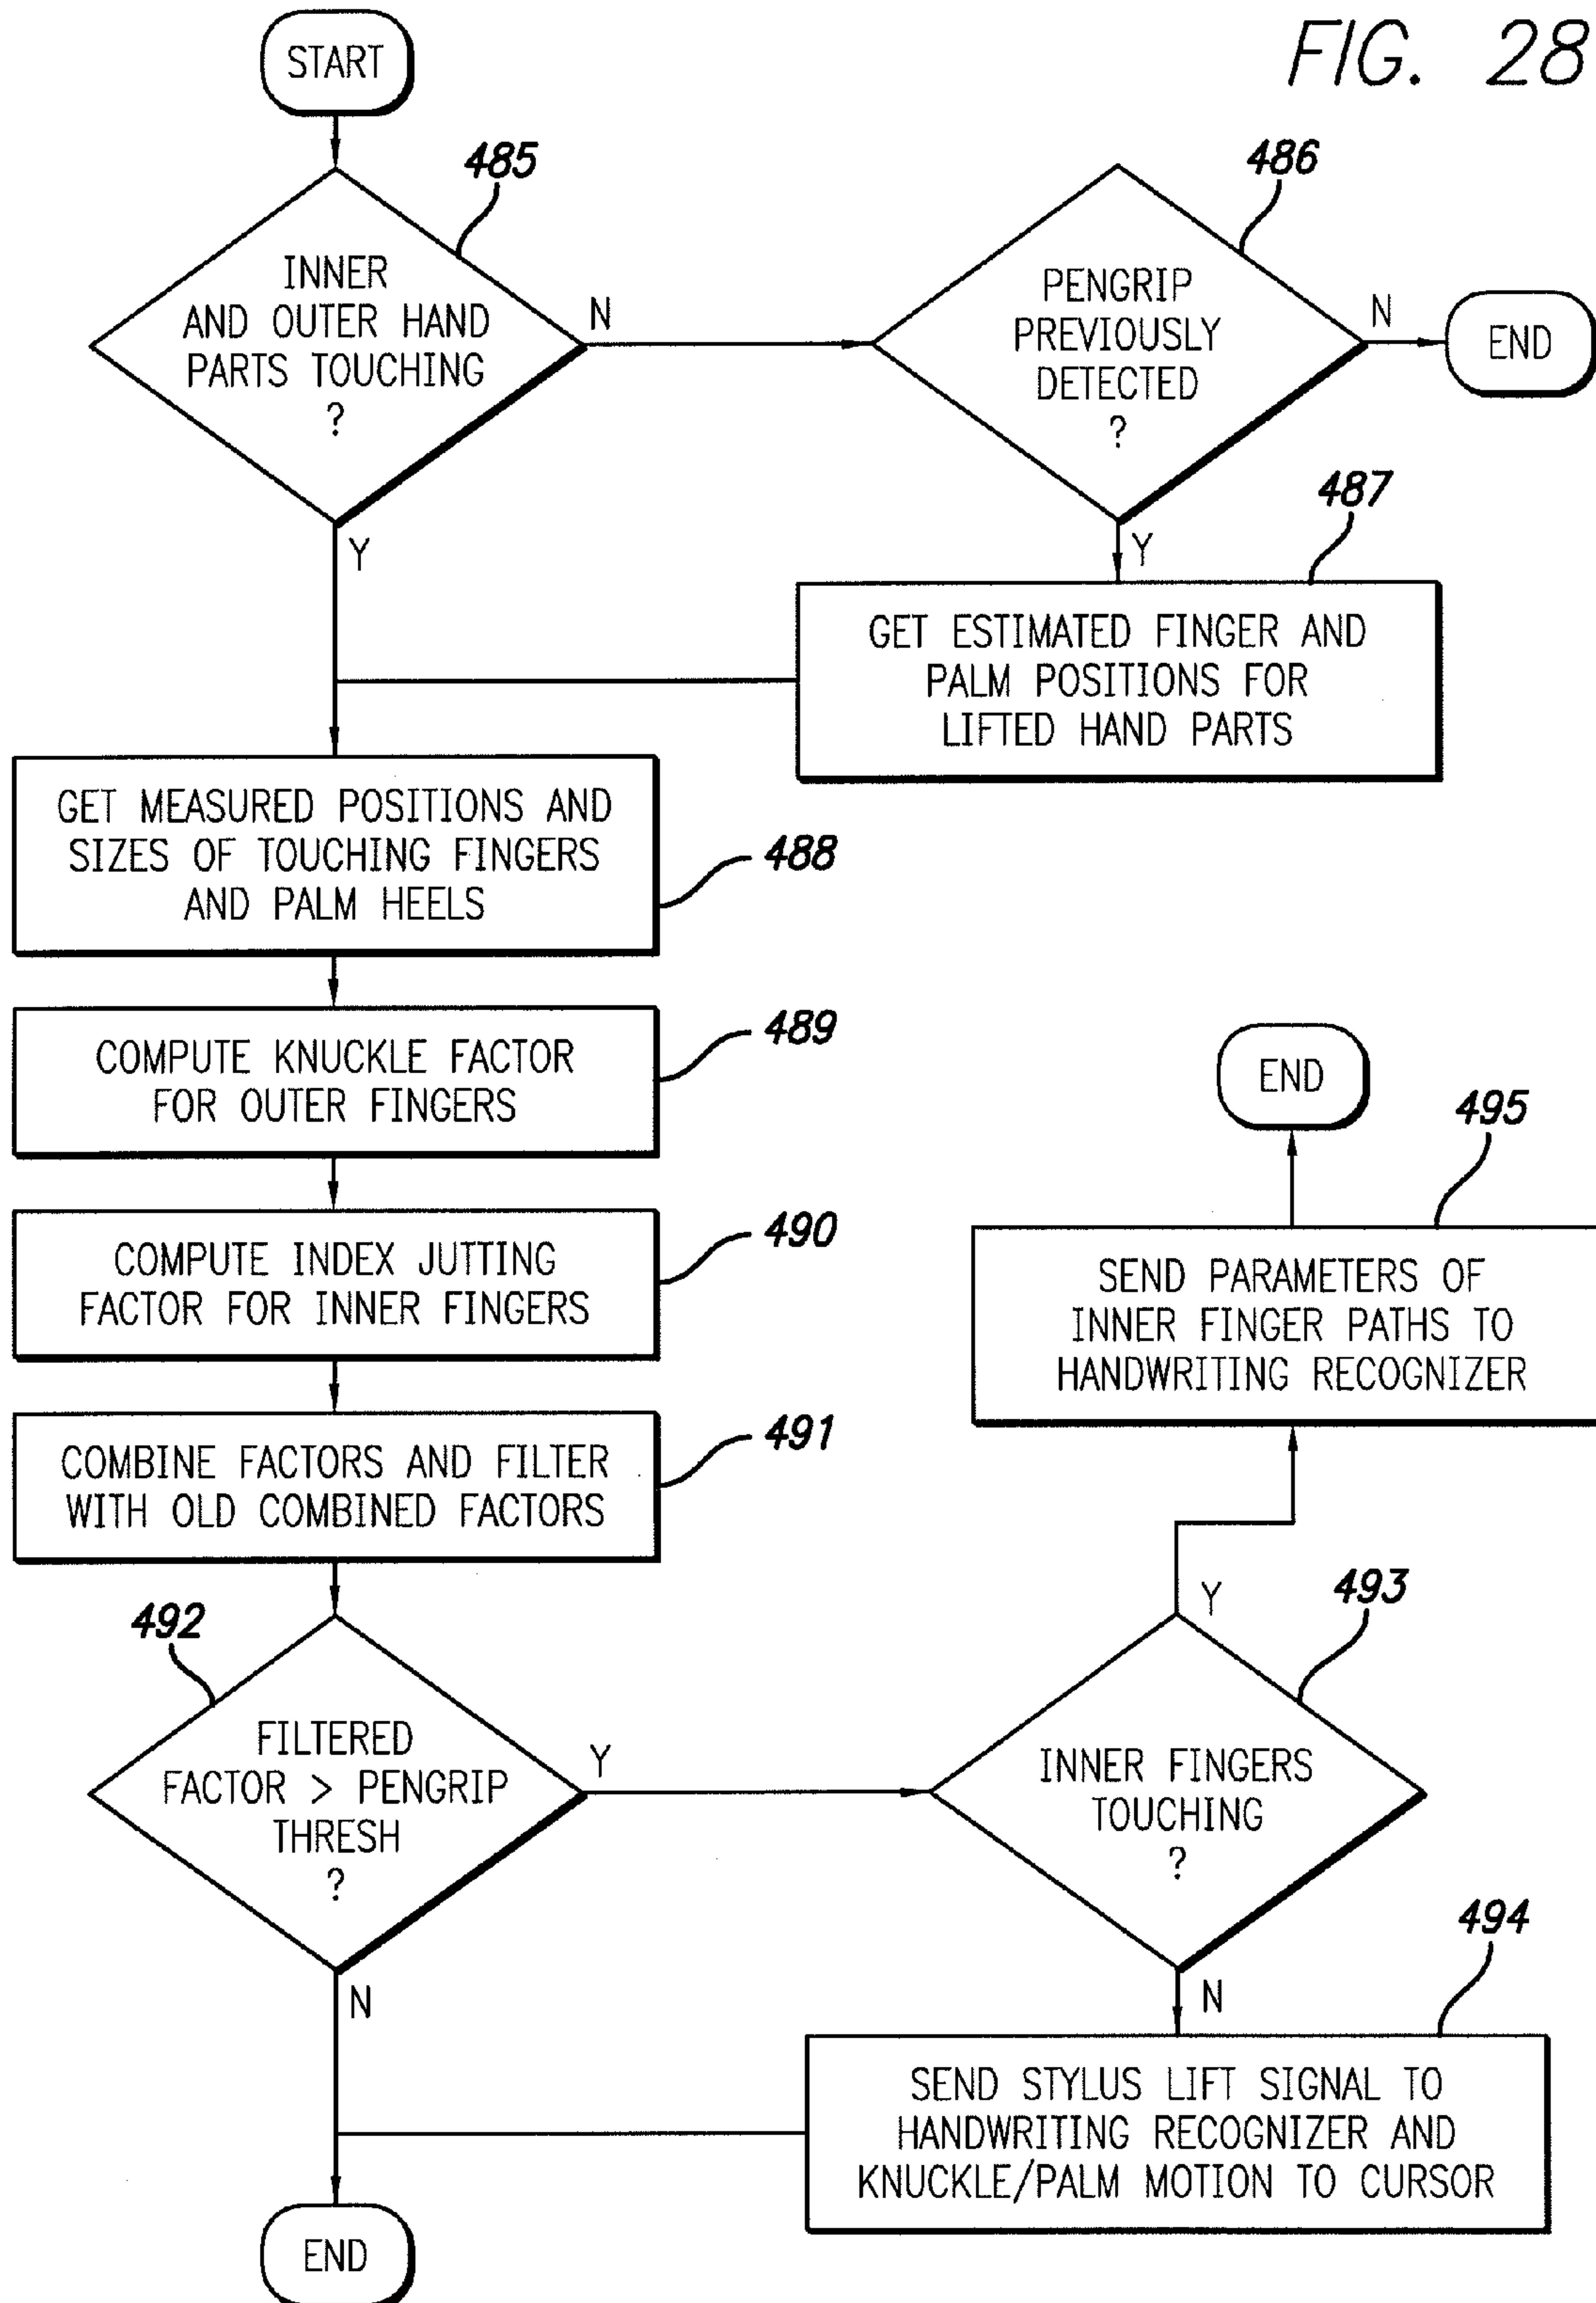 FIG. 28
START
485
INNER
AND OUTER HAND
PARTS TOUCHING
?
N
Y
486
PENGRIP
PREVIOUSLY
DETECTED
?
N
END
Y
487
GET ESTIMATED FINGER AND
PALM POSITIONS FOR
LIFTED HAND PARTS
GET MEASURED POSITIONS AND
SIZES OF TOUCHING FINGERS
AND PALM HEELS
488
COMPUTE KNUCKLE FACTOR
FOR OUTER FINGERS
489
COMPUTE INDEX JUTTING
FACTOR FOR INNER FINGERS
490
COMBINE FACTORS AND FILTER
WITH OLD COMBINED FACTORS
491
492
FILTERED
FACTOR > PENGRIP
THRESH
?
Y
N
END
495
SEND PARAMETERS OF
INNER FINGER PATHS TO
HANDWRITING RECOGNIZER
Y
493
INNER FINGERS
TOUCHING
?
N
494
SEND STYLUS LIFT SIGNAL TO
HANDWRITING RECOGNIZER AND
KNUCKLE/PALM MOTION TO CURSOR
END